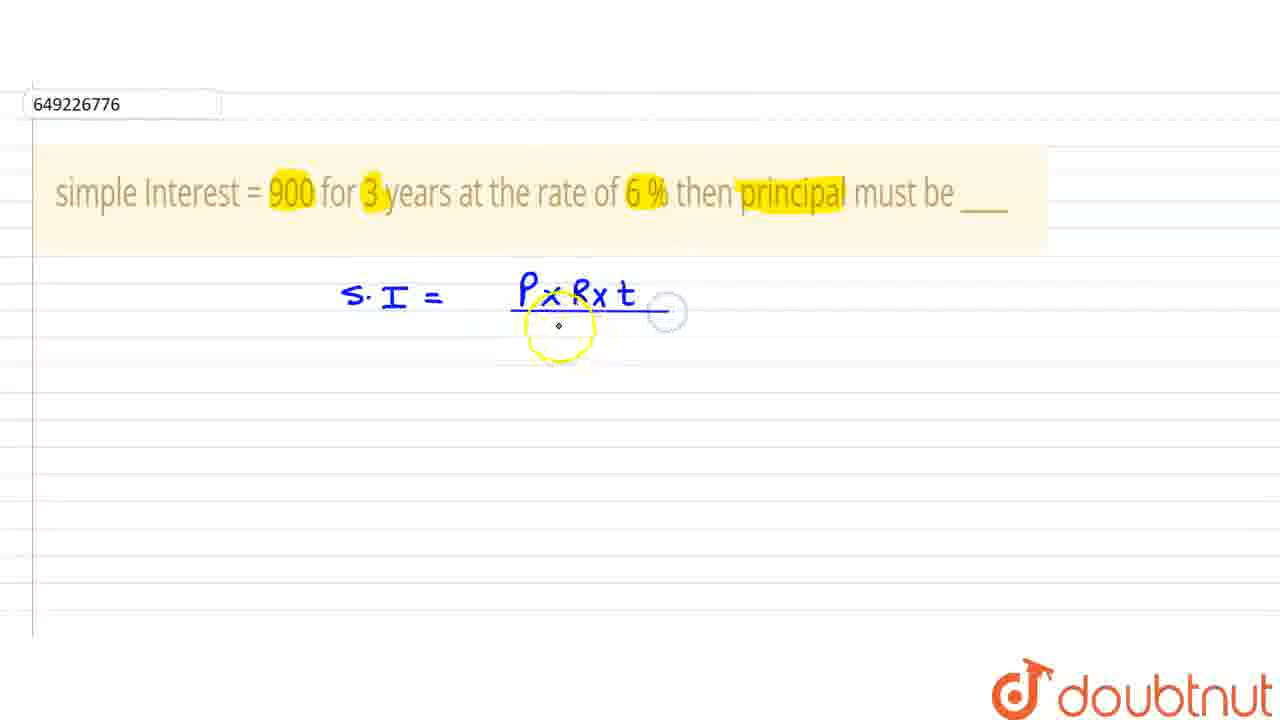 649226776
simple Interest = 900 for 3 years at the rate of 6 % then principal must be ____
S. I = P x R x t
doubtnut